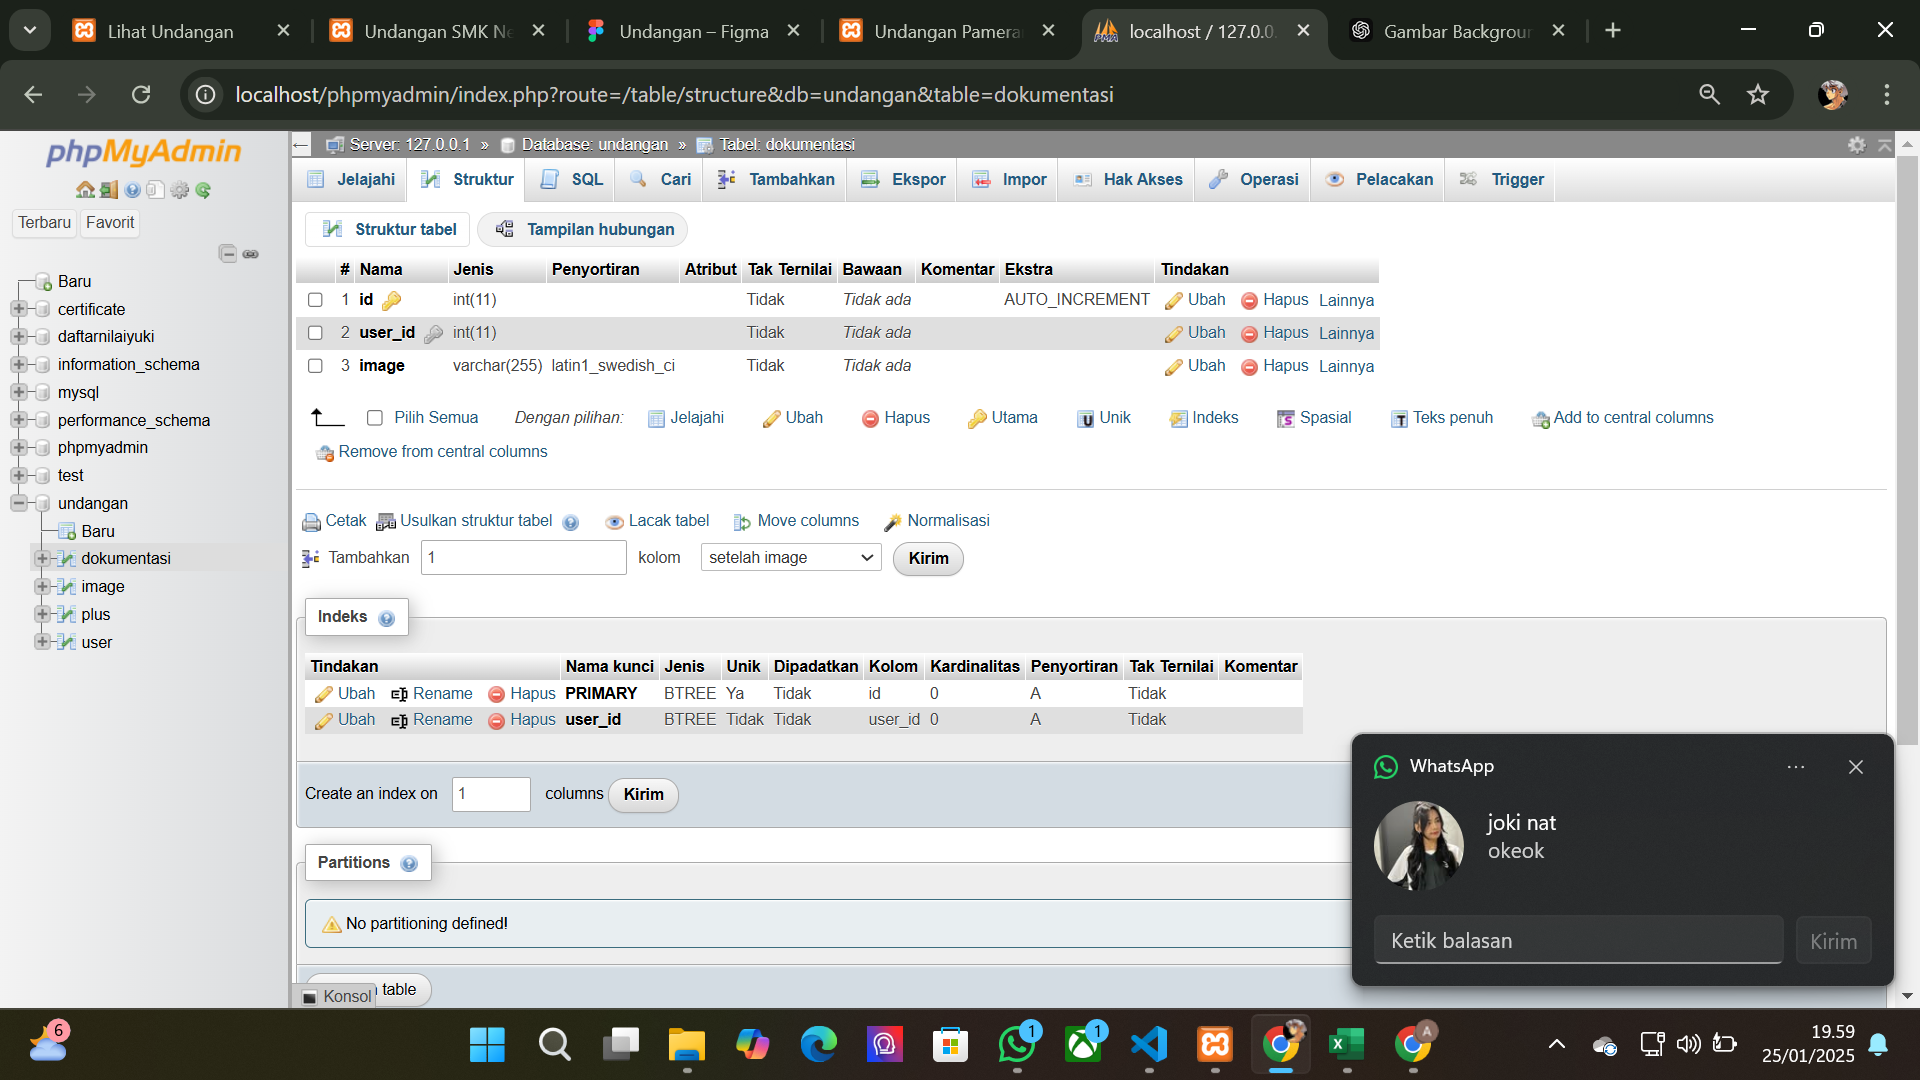 Lihat Undangan
Undangan SMK Ne
Undangan – Figma
Undangan Pamera
localhost / 127.0.0.
Gambar Backgroun
localhost/phpmyadmin/index.php?route=/table/structure&db=undangan&table=dokumentasi
phpMyAdmin
Terbaru Favorit
Baru
certificate
daftarnilaiyuki
information_schema
mysql
performance_schema
phpmyadmin
test
undangan
Baru
dokumentasi
image
plus
user
Server: 127.0.0.1 » Database: undangan » Tabel: dokumentasi
Jelajahi Struktur SQL Cari Tambahkan Ekspor Impor Hak Akses Operasi Pelacakan Trigger
Struktur tabel Tampilan hubungan
# Nama Jenis Penyortiran Atribut Tak Ternilai Bawaan Komentar Ekstra Tindakan
1 id int(11) Tidak Tidak ada AUTO_INCREMENT Ubah Hapus Lainnya
2 user_id int(11) Tidak Tidak ada Ubah Hapus Lainnya
3 image varchar(255) latin1_swedish_ci Tidak Tidak ada Ubah Hapus Lainnya
Pilih Semua Dengan pilihan: Jelajahi Ubah Hapus Utama Unik Indeks Spasial Teks penuh Add to central columns
Remove from central columns
Cetak Usulkan struktur tabel Lacak tabel Move columns Normalisasi
Tambahkan 1 kolom setelah image Kirim
Indeks
Tindakan Nama kunci Jenis Unik Dipadatkan Kolom Kardinalitas Penyortiran Tak Ternilai Komentar
Ubah Rename Hapus PRIMARY BTREE Ya Tidak id 0 A Tidak
Ubah Rename Hapus user_id BTREE Tidak Tidak user_id 0 A Tidak
Create an index on 1 columns Kirim
Partitions
No partitioning defined!
table
Konsol
WhatsApp
joki nat
okeok
Ketik balasan Kirim
6
1
1
A
19.59
25/01/2025